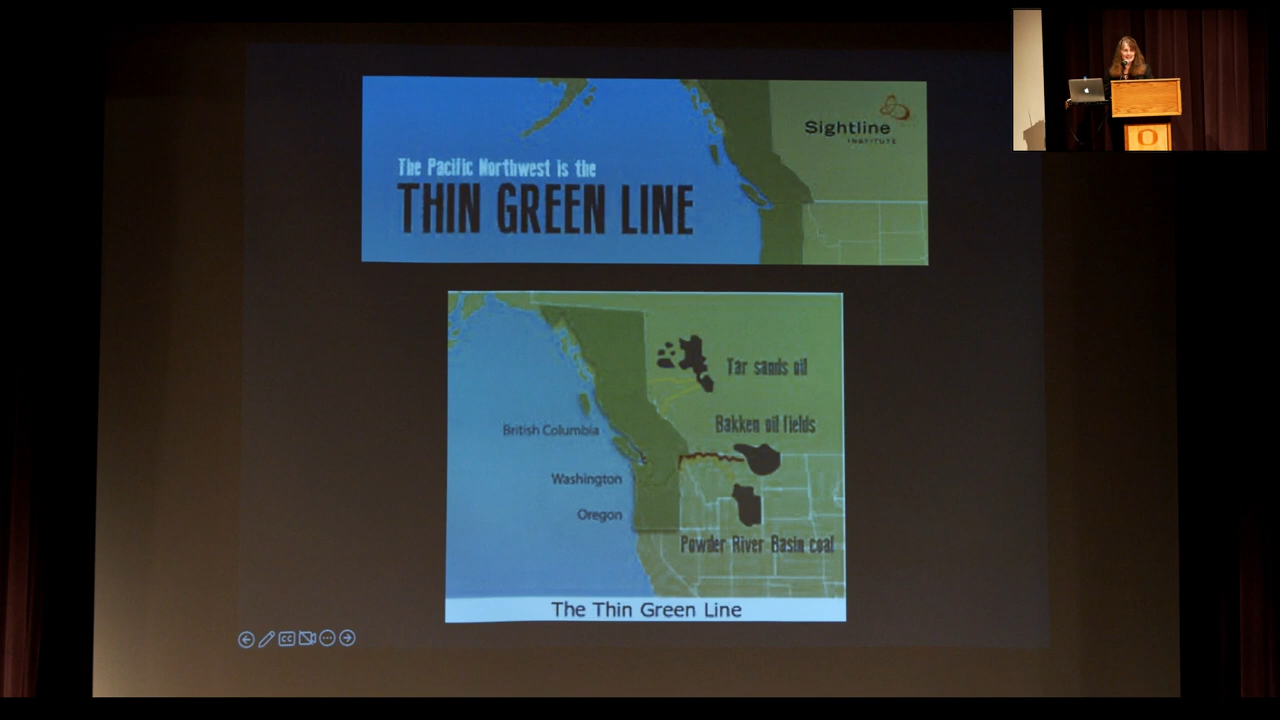 Sightline
INSTITUTE
The Pacific Northwest is the
THIN GREEN LINE
Tar sands oil
Bakken oil fields
British Columbia
Washington
Oregon
Powder River Basin coal
The Thin Green Line
CC
O